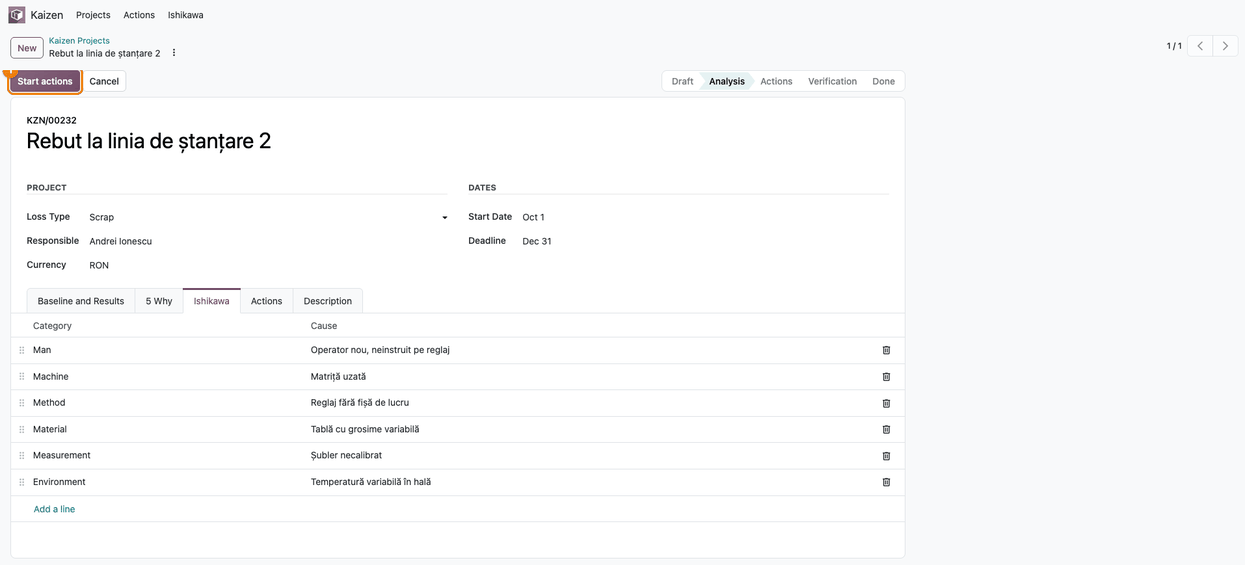 Kaizen Projects Actions Ishikawa
New
Kaizen Projects
Rebut la linia de ștanțare 2
1 / 1
Start actions Cancel
Draft Analysis Actions Verification Done
KZN/00232
Rebut la linia de ștanțare 2
PROJECT
Loss Type Scrap
Responsible Andrei Ionescu
Currency RON
DATES
Start Date Oct 1
Deadline Dec 31
Baseline and Results 5 Why Ishikawa Actions Description
Category Cause
Man Operator nou, neinstruit pe reglaj
Machine Matriță uzată
Method Reglaj fără fișă de lucru
Material Tablă cu grosime variabilă
Measurement Șubler necalibrat
Environment Temperatură variabilă în hală
Add a line